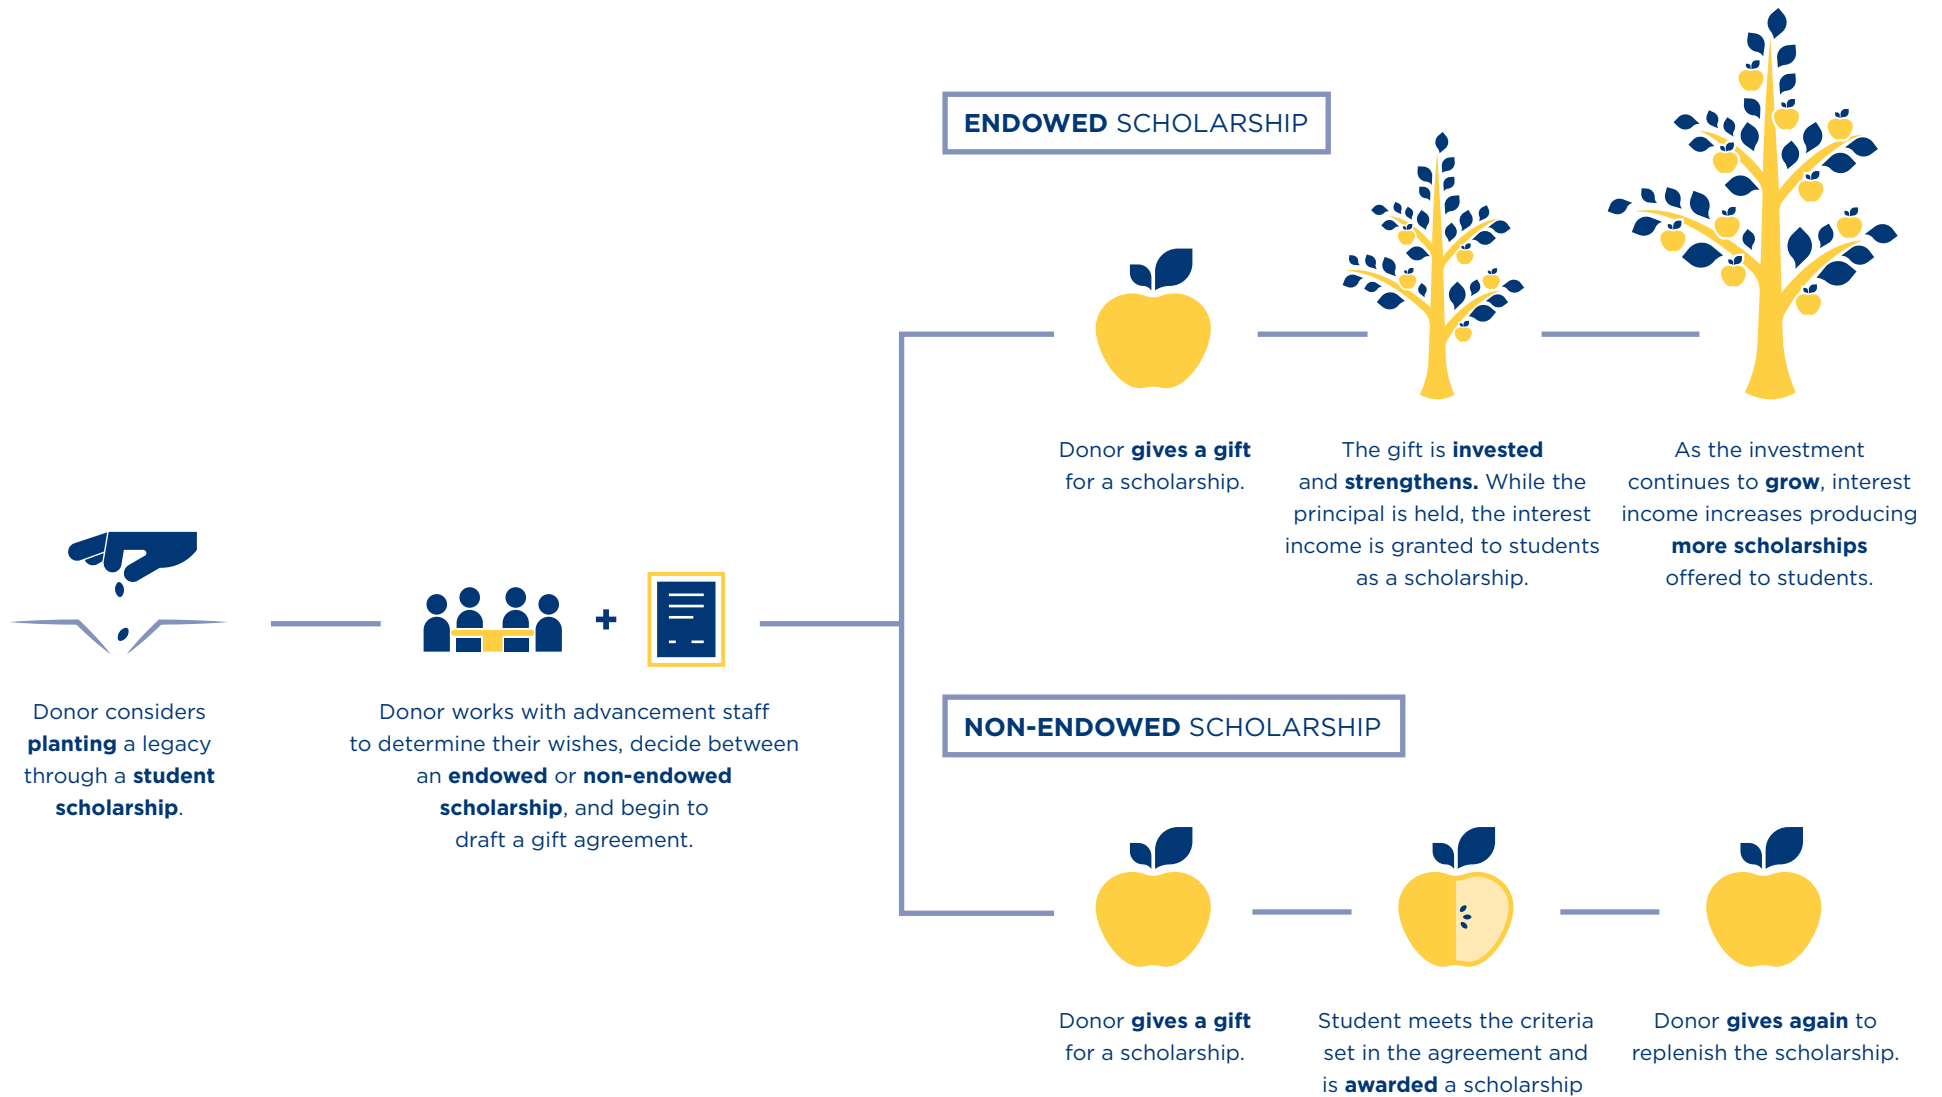 Donor considers
planting a legacy
through a student
scholarship.
+
Donor works with advancement staff
to determine their wishes, decide between
an endowed or non-endowed
scholarship, and begin to
draft a gift agreement.
ENDOWED SCHOLARSHIP
Donor gives a gift
for a scholarship.
The gift is invested
and strengthens. While the
principal is held, the interest
income is granted to students
as a scholarship.
As the investment
continues to grow, interest
income increases producing
more scholarships
offered to students.
NON-ENDOWED SCHOLARSHIP
Donor gives a gift
for a scholarship.
Student meets the criteria
set in the agreement and
is awarded a scholarship
Donor gives again to
replenish the scholarship.